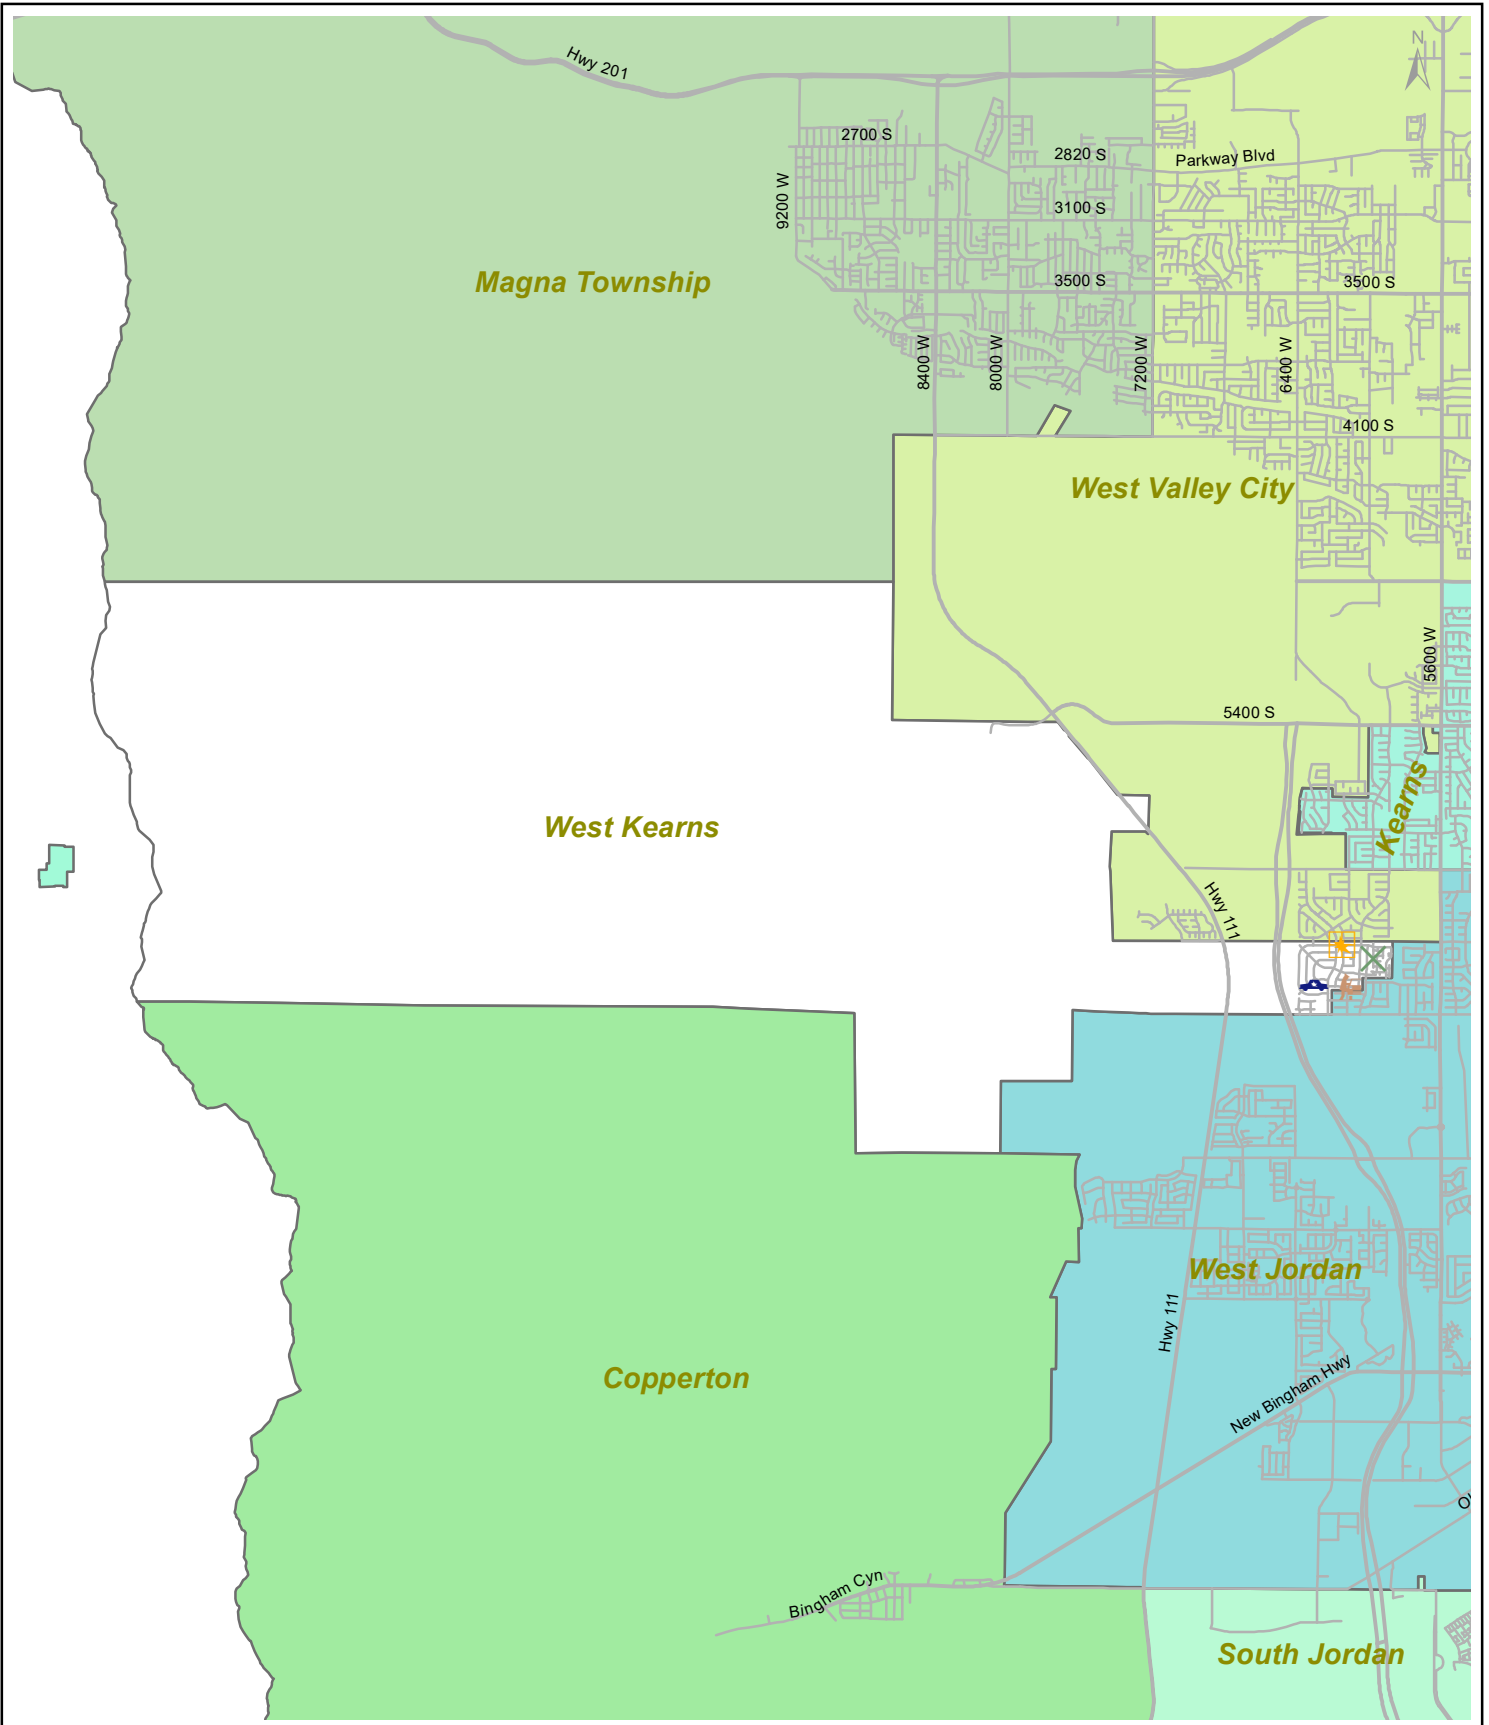 N
Hwy 201
2700 S
2820 S
Parkway Blvd
9200 W
3100 S
Magna Township
3500 S
3500 S
8400 W
8000 W
7200 W
6400 W
4100 S
West Valley City
5600 W
5400 S
Kearns
West Kearns
Hwy 111
West Jordan
Hwy 111
Copperton
New Bingham Hwy
Ol
Bingham Cyn
South Jordan